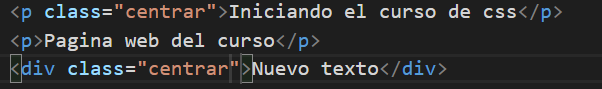 <p class="centrar">Iniciando el curso de css</p>
<p>Pagina web del curso</p>
<div class="centrar">Nuevo texto</div>